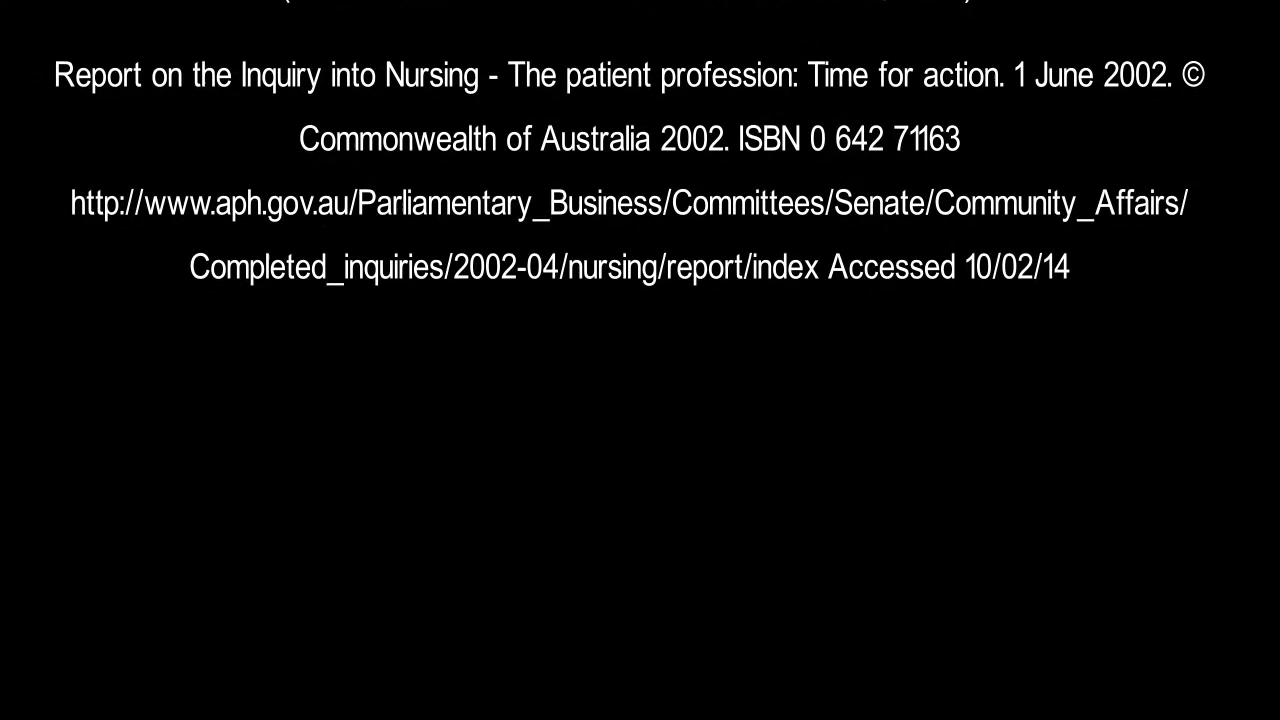 Report on the Inquiry into Nursing - The patient profession: Time for action. 1 June 2002. ©
Commonwealth of Australia 2002. ISBN 0 642 71163
http://www.aph.gov.au/Parliamentary_Business/Committees/Senate/Community_Affairs/
Completed_inquiries/2002-04/nursing/report/index Accessed 10/02/14